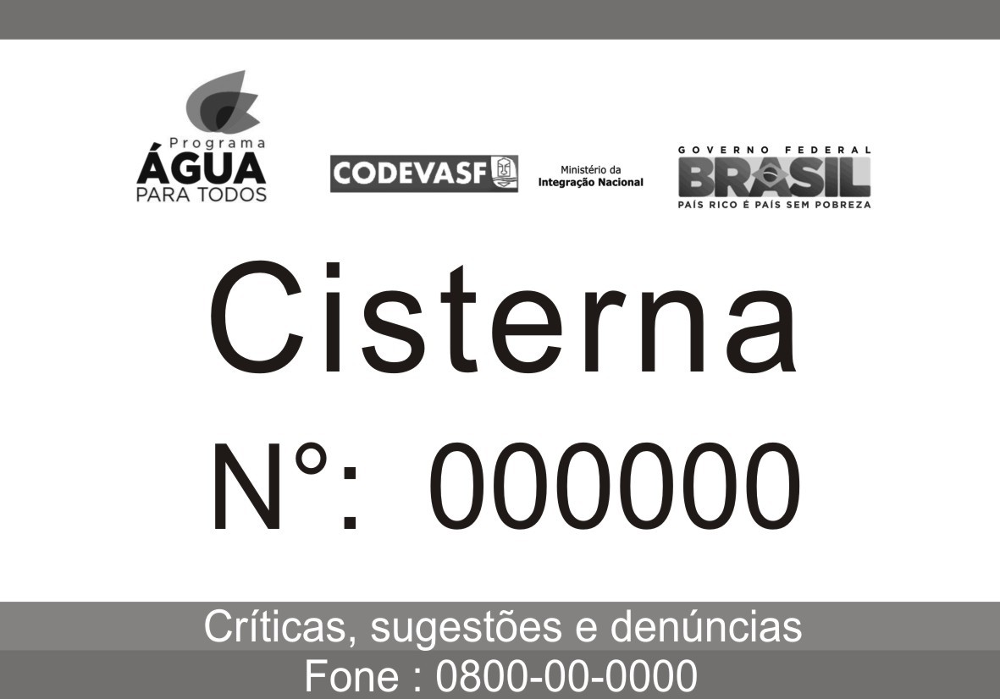 Programa
ÁGUA
PARA TODOS
CODEVASF
Ministério da
Integração Nacional
GOVERNO FEDERAL
BRASIL
PAÍS RICO É PAÍS SEM POBREZA
Cisterna
N°: 000000
Críticas, sugestões e denúncias
Fone : 0800-00-0000